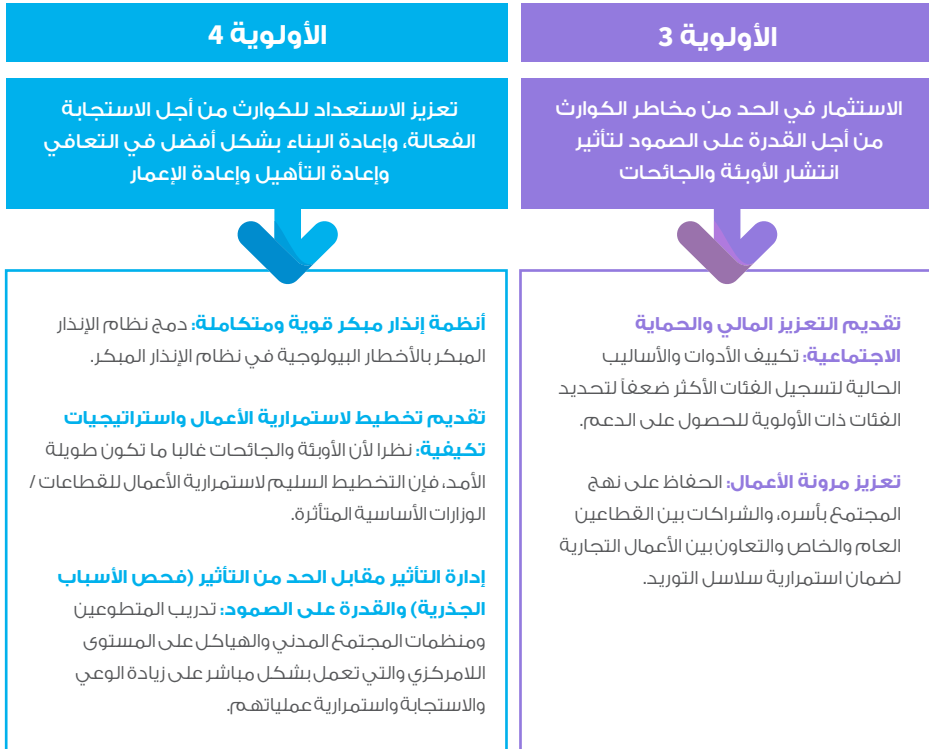 الأولوية 3
الاستثمار في الحد من مخاطر الكوارث
من أجل القدرة على الصمود لتأثير
انتشار الأوبئة والجائحات
تقديم التعزيز المالي والحماية
الاجتماعية: تكييف الأدوات والأساليب
الحالية لتسجيل الفئات الأكثر ضعفاً لتحديد
الفئات ذات الأولوية للحصول على الدعم.
تعزيز مرونة الأعمال: الحفاظ على نهج
المجتمع بأسره، والشراكات بين القطاعين
العام والخاص والتعاون بين الأعمال التجارية
لضمان استمرارية سلاسل التوريد.
الأولوية 4
تعزيز الاستعداد للكوارث من أجل الاستجابة
الفعالة، وإعادة البناء بشكل أفضل في التعافي
وإعادة التأهيل وإعادة الإعمار
أنظمة إنذار مبكر قوية ومتكاملة: دمج نظام الإنذار
المبكر بالأخطار البيولوجية في نظام الإنذار المبكر.
تقديم تخطيط لاستمرارية الأعمال واستراتيجيات
تكيفية: نظرا لأن الأوبئة والجائحات غالبا ما تكون طويلة
الأمد، فإن التخطيط السليم لاستمرارية الأعمال للقطاعات /
الوزارات الأساسية المتأثرة.
إدارة التأثير مقابل الحد من التأثير (فحص الأسباب
الجذرية) والقدرة على الصمود: تدريب المتطوعين
ومنظمات المجتمع المدني والهياكل على المستوى
اللامركزي والتي تعمل بشكل مباشر على زيادة الوعي
والاستجابة واستمرارية عملياتهم.